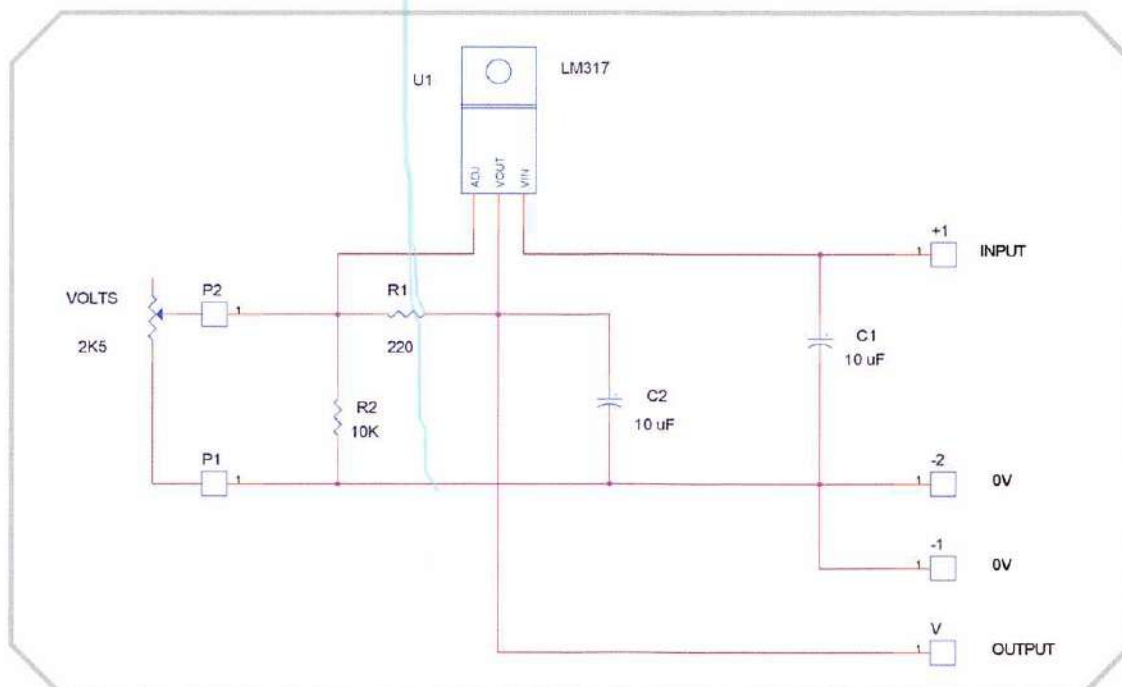 U1
LM317
ADJ
VOUT
VIN
+1
1
INPUT
VOLTS
2K5
P2
1
R1
220
C1
10 uF
R2
10K
C2
10 uF
P1
1
-2
1
0V
-1
1
0V
V
1
OUTPUT